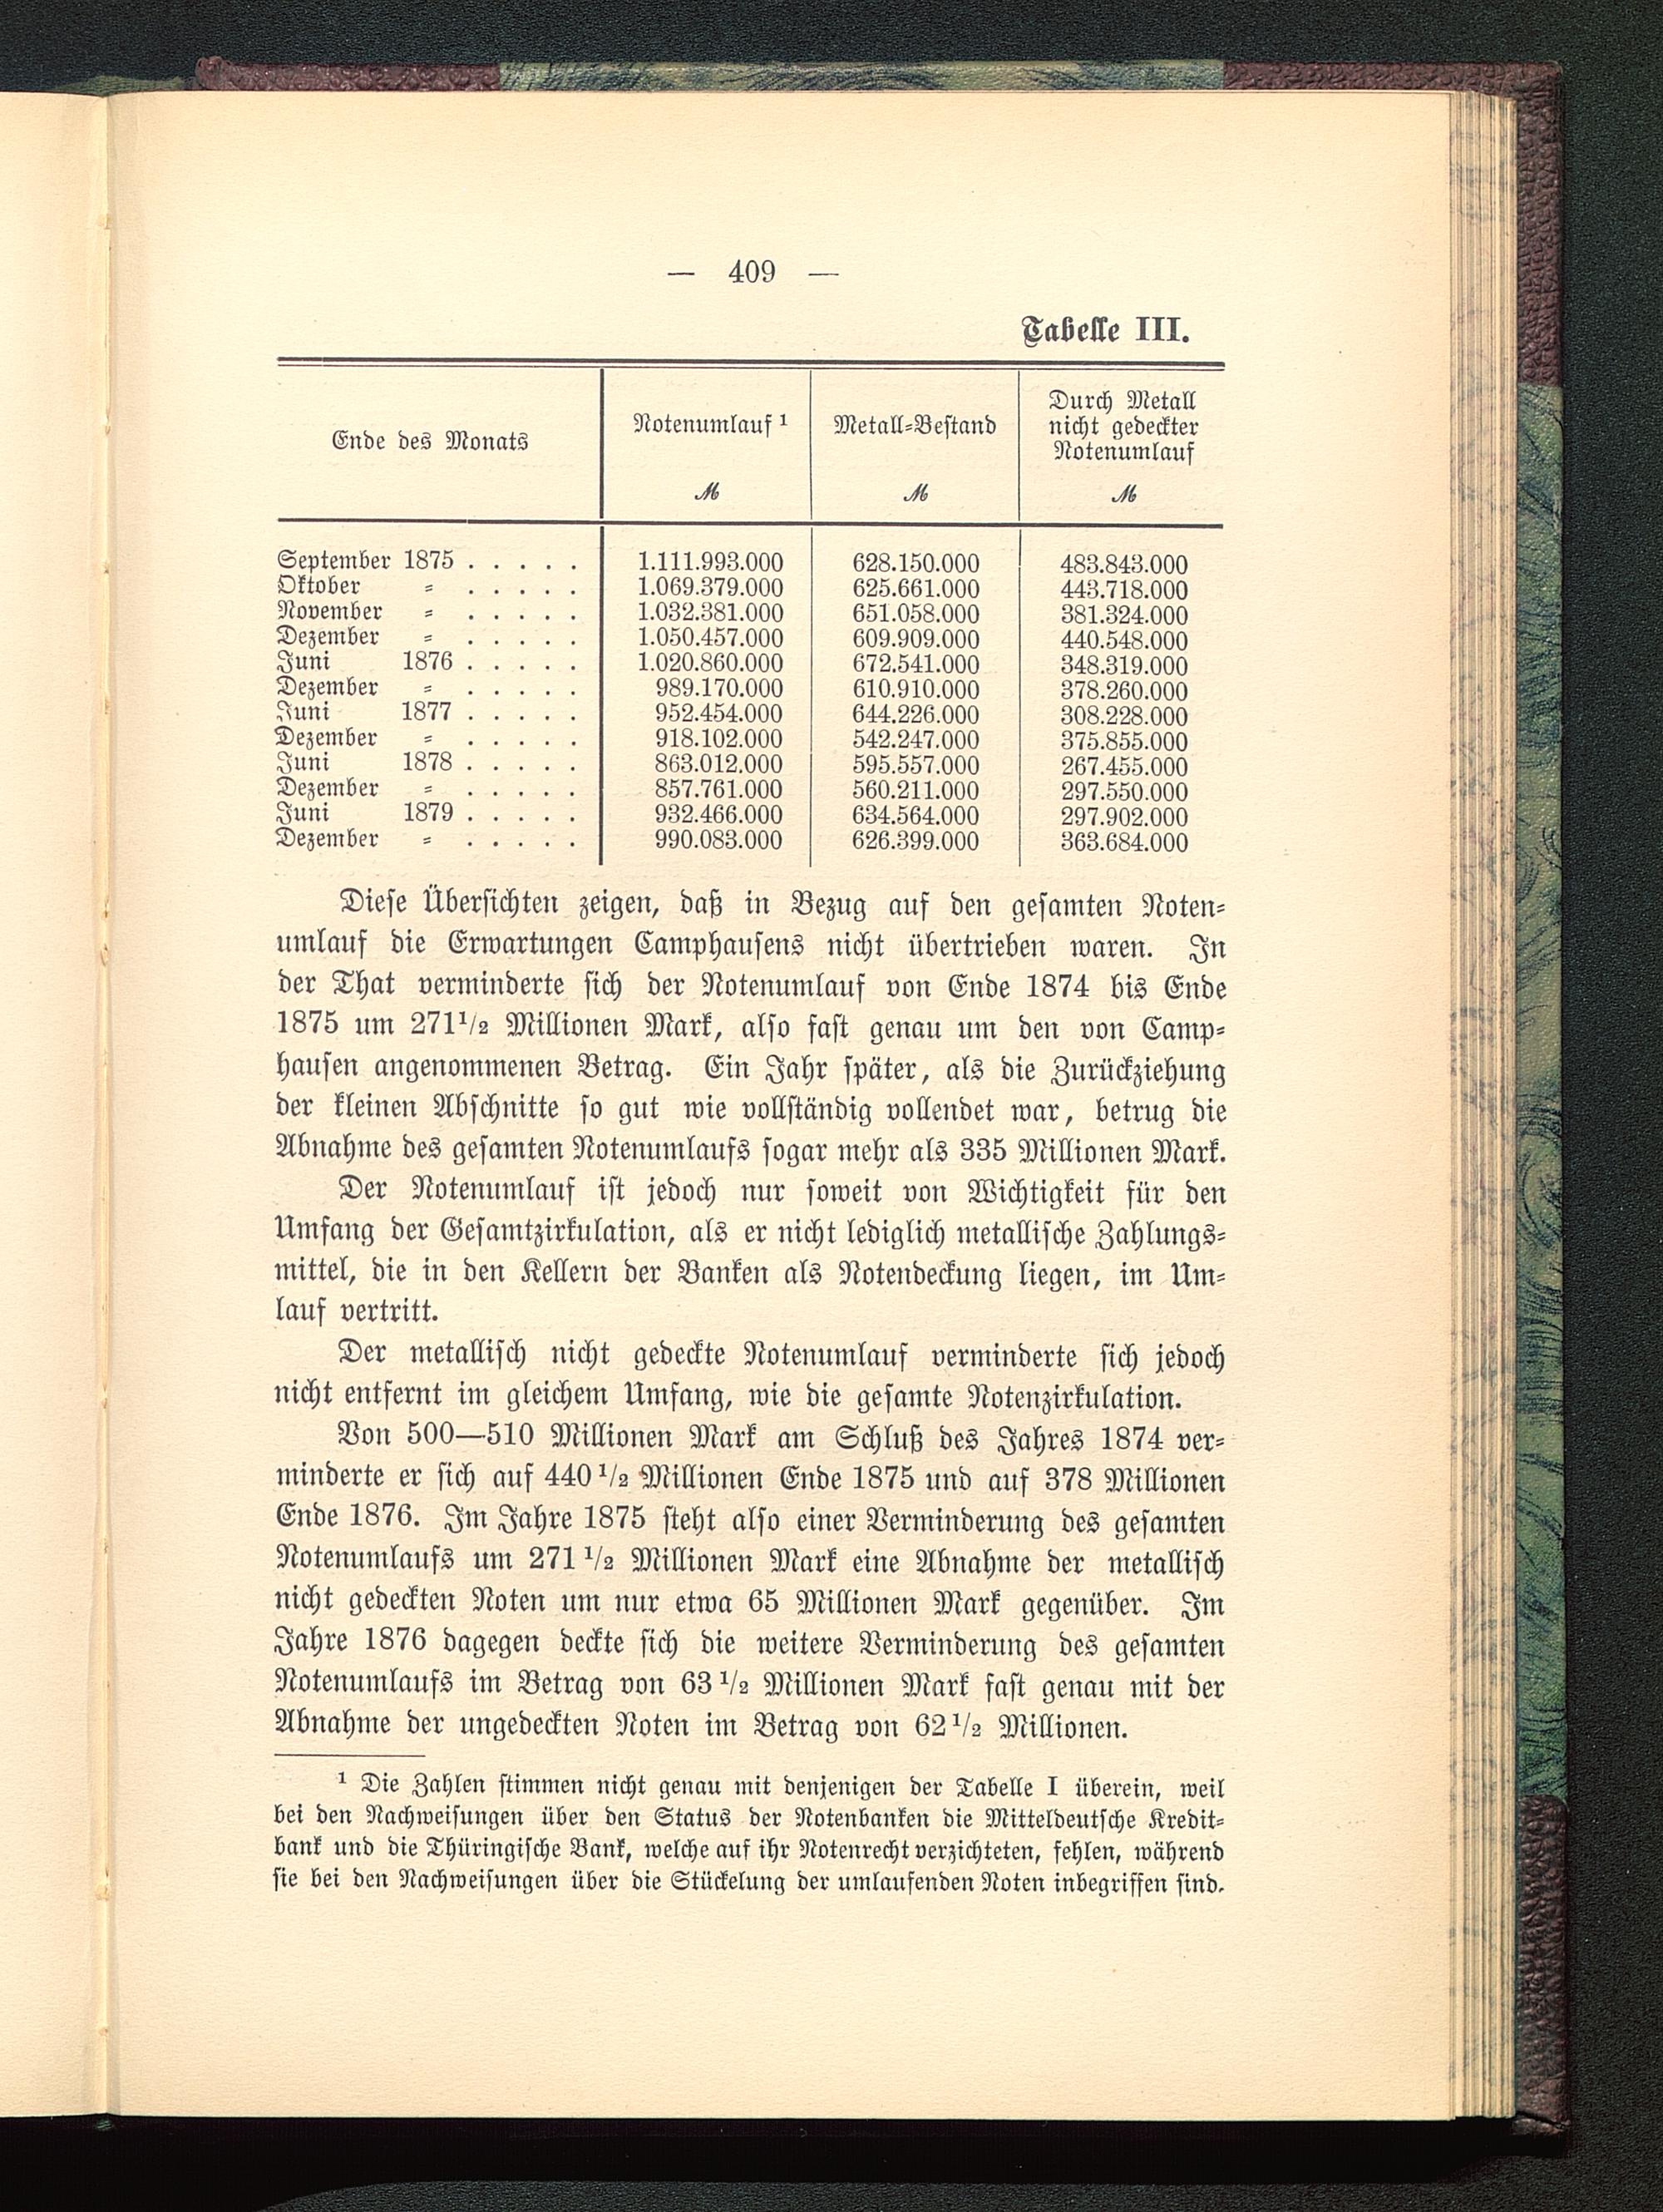 — 409 —
Tabelle III.
Ende des Monats | Notenumlauf ¹ ℳ | Metall-Bestand ℳ | Durch Metall nicht gedeckter Notenumlauf ℳ
September 1875 . . . . . 1.111.993.000 628.150.000 483.843.000
Oktober = . . . . . 1.069.379.000 625.661.000 443.718.000
November = . . . . . 1.032.381.000 651.058.000 381.324.000
Dezember = . . . . . 1.050.457.000 609.909.000 440.548.000
Juni 1876 . . . . . 1.020.860.000 672.541.000 348.319.000
Dezember = . . . . . 989.170.000 610.910.000 378.260.000
Juni 1877 . . . . . 952.454.000 644.226.000 308.228.000
Dezember = . . . . . 918.102.000 542.247.000 375.855.000
Juni 1878 . . . . . 863.012.000 595.557.000 267.455.000
Dezember = . . . . . 857.761.000 560.211.000 297.550.000
Juni 1879 . . . . . 932.466.000 634.564.000 297.902.000
Dezember = . . . . . 990.083.000 626.399.000 363.684.000
Diese Übersichten zeigen, daß in Bezug auf den gesamten Noten-
umlauf die Erwartungen Camphausens nicht übertrieben waren. In
der That verminderte sich der Notenumlauf von Ende 1874 bis Ende
1875 um 271½ Millionen Mark, also fast genau um den von Camp-
hausen angenommenen Betrag. Ein Jahr später, als die Zurückziehung
der kleinen Abschnitte so gut wie vollständig vollendet war, betrug die
Abnahme des gesamten Notenumlaufs sogar mehr als 335 Millionen Mark.
Der Notenumlauf ist jedoch nur soweit von Wichtigkeit für den
Umfang der Gesamtzirkulation, als er nicht lediglich metallische Zahlungs-
mittel, die in den Kellern der Banken als Notendeckung liegen, im Um-
lauf vertritt.
Der metallisch nicht gedeckte Notenumlauf verminderte sich jedoch
nicht entfernt im gleichem Umfang, wie die gesamte Notenzirkulation.
Von 500—510 Millionen Mark am Schluß des Jahres 1874 ver-
minderte er sich auf 440 ½ Millionen Ende 1875 und auf 378 Millionen
Ende 1876. Im Jahre 1875 steht also einer Verminderung des gesamten
Notenumlaufs um 271 ½ Millionen Mark eine Abnahme der metallisch
nicht gedeckten Noten um nur etwa 65 Millionen Mark gegenüber. Im
Jahre 1876 dagegen deckte sich die weitere Verminderung des gesamten
Notenumlaufs im Betrag von 63 ½ Millionen Mark fast genau mit der
Abnahme der ungedeckten Noten im Betrag von 62 ½ Millionen.
¹ Die Zahlen stimmen nicht genau mit denjenigen der Tabelle I überein, weil
bei den Nachweisungen über den Status der Notenbanken die Mitteldeutsche Kredit-
bank und die Thüringische Bank, welche auf ihr Notenrecht verzichteten, fehlen, während
sie bei den Nachweisungen über die Stückelung der umlaufenden Noten inbegriffen sind.